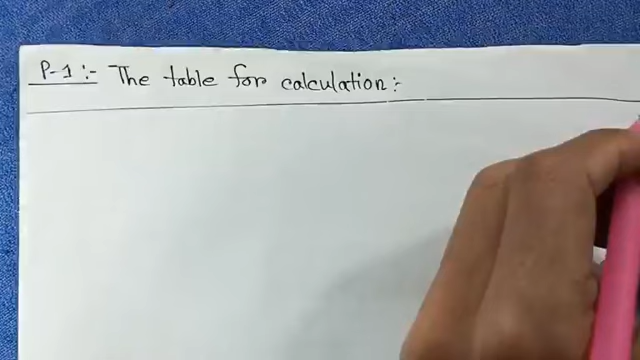 P-1 :- The table for calculation :-